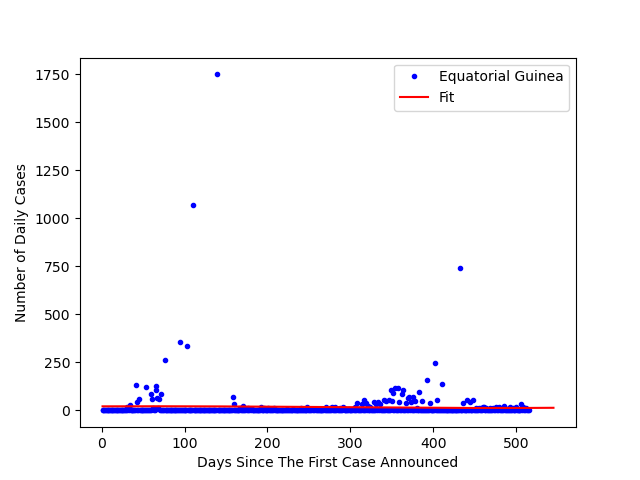 Equatorial Guinea
Fit
1750
1500
1250
1000
750
500
250
0
Number of Daily Cases
0 100 200 300 400 500
Days Since The First Case Announced